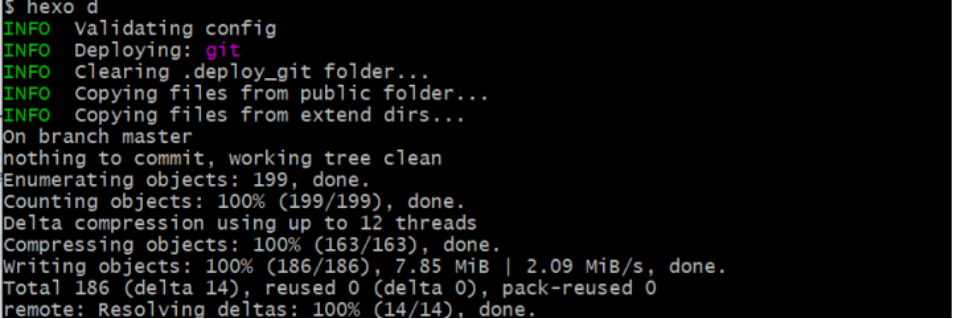 $ hexo d
INFO  Validating config
INFO  Deploying: git
INFO  Clearing .deploy_git folder...
INFO  Copying files from public folder...
INFO  Copying files from extend dirs...
On branch master
nothing to commit, working tree clean
Enumerating objects: 199, done.
Counting objects: 100% (199/199), done.
Delta compression using up to 12 threads
Compressing objects: 100% (163/163), done.
Writing objects: 100% (186/186), 7.85 MiB | 2.09 MiB/s, done.
Total 186 (delta 14), reused 0 (delta 0), pack-reused 0
remote: Resolving deltas: 100% (14/14), done.